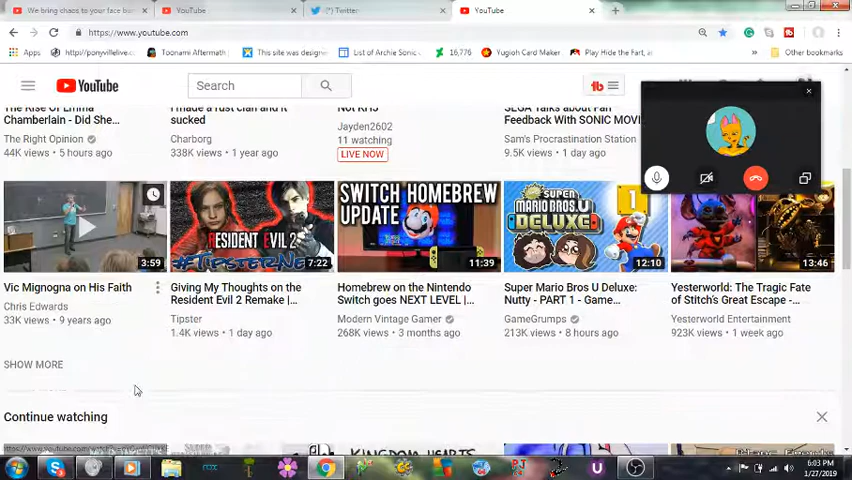 We bring chaos to your face bo
YouTube
(*) Twitter
YouTube
https://www.youtube.com
Apps
http://ponyvillelive.
Toonami Aftermath
This site was design
List of Archie Sonic
16,776
Yugioh Card Maker
Play Hide the Fart, a
Other bookmarks
YouTube
Search
The Rise Of Emma
Chamberlain - Did She...
The Right Opinion
44K views • 5 hours ago
I made a rust clan and it
sucked
Charborg
338K views • 1 year ago
Not KH3
Jayden2602
11 watching
LIVE NOW
SEGA Talks about Fan
Feedback With SONIC MOVI
Sam's Procrastination Station
9.5K views • 1 day ago
3:59
RESIDENT EVIL 2
7:22
SWITCH HOMEBREW
UPDATE
11:39
SUPER
MARIO BROS. U
DELUXE
1
12:10
13:46
Vic Mignogna on His Faith
Chris Edwards
33K views • 9 years ago
Giving My Thoughts on the
Resident Evil 2 Remake |...
Tipster
1.4K views • 1 day ago
Homebrew on the Nintendo
Switch goes NEXT LEVEL |...
Modern Vintage Gamer
268K views • 3 months ago
Super Mario Bros U Deluxe:
Nutty - PART 1 - Game...
GameGrumps
213K views • 8 hours ago
Yesterworld: The Tragic Fate
of Stitch's Great Escape -...
Yesterworld Entertainment
923K views • 1 week ago
SHOW MORE
Continue watching
KINGDOM HEARTS
6:03 PM
1/27/2019